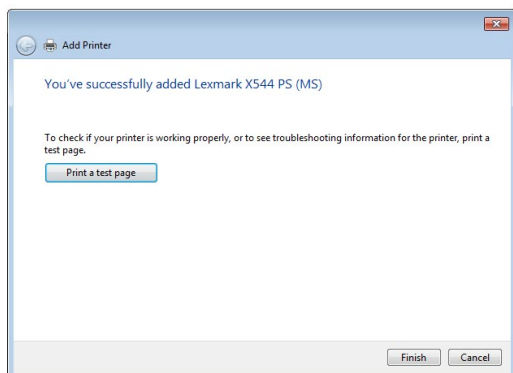 Add Printer
You've successfully added Lexmark X544 PS (MS)
To check if your printer is working properly, or to see troubleshooting information for the printer, print a
test page.
Print a test page
Finish Cancel